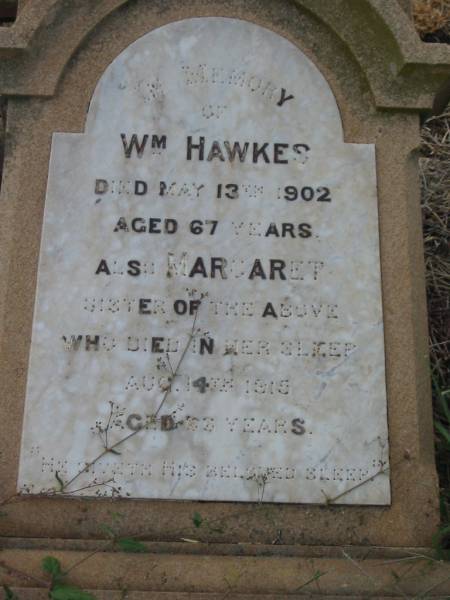 In Memory
of
Wm Hawkes
Died May 13th 1902
aged 67 years.
Also Margaret
sister of the above
who died in her sleep
Aug. 14th
aged years.
"He giveth His beloved sleep"